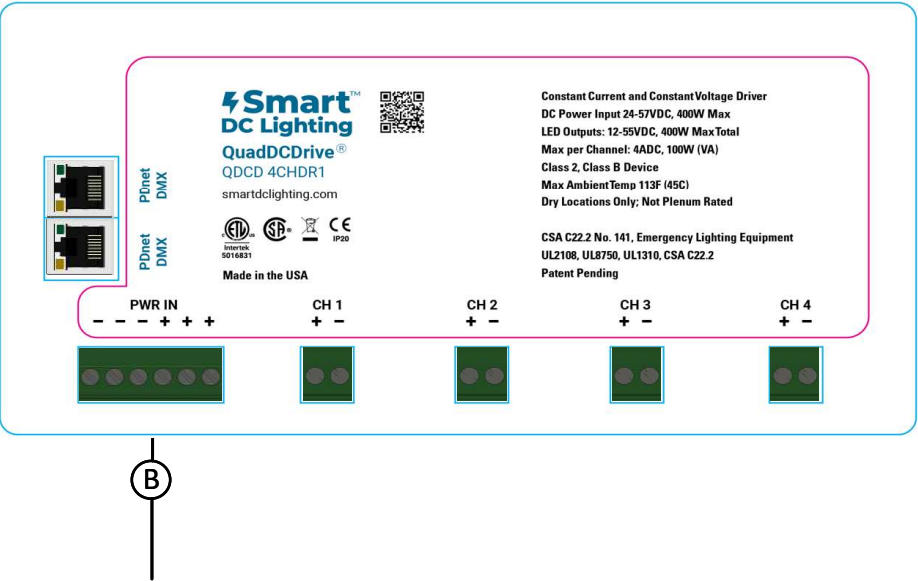 Smart™
DC Lighting
QuadDCDrive®
QDCD 4CHDR1
smartdclighting.com
c ETL us
Intertek
5016831
SA®
CE
IP20
Made in the USA
Constant Current and Constant Voltage Driver
DC Power Input 24-57VDC, 400W Max
LED Outputs: 12-55VDC, 400W Max Total
Max per Channel: 4ADC, 100W (VA)
Class 2, Class B Device
Max Ambient Temp 113F (45C)
Dry Locations Only; Not Plenum Rated
CSA C22.2 No. 141, Emergency Lighting Equipment
UL2108, UL8750, UL1310, CSA C22.2
Patent Pending
PDnet
DMX
PDnet
DMX
PWR IN
− − − + + +
CH 1
+ −
CH 2
+ −
CH 3
+ −
CH 4
+ −
B